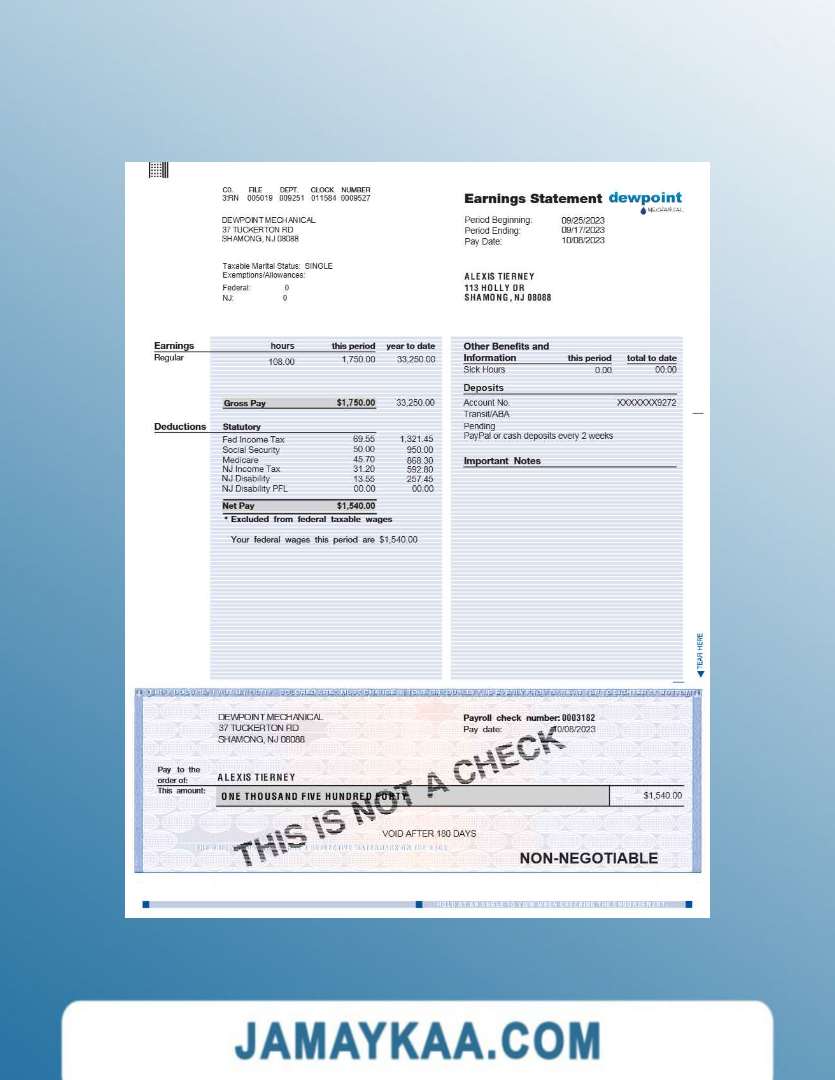 CO. FILE DEPT. CLOCK NUMBER
3:RN 005019 009251 011584 0009527
DEWPOINT MECHANICAL
37 TUCKERTON RD
SHAMONG, NJ 08088
Taxable Marital Status: SINGLE
Exemptions/Allowances:
Federal: 0
NJ: 0
Earnings Statement dewpoint
MECHANICAL
Period Beginning: 09/25/2023
Period Ending: 09/17/2023
Pay Date: 10/08/2023
ALEXIS TIERNEY
113 HOLLY DR
SHAMONG, NJ 08088
Earnings hours this period year to date
Regular 108.00 1,750.00 33,250.00
Gross Pay $1,750.00 33,250.00
Deductions Statutory
Fed Income Tax 69.55 1,321.45
Social Security 50.00 950.00
Medicare 45.70 868.30
NJ Income Tax 31.20 592.80
NJ Disability 13.55 257.45
NJ Disability PFL 00.00 00.00
Net Pay $1,540.00
* Excluded from federal taxable wages
Your federal wages this period are $1,540.00
Other Benefits and
Information this period total to date
Sick Hours 0.00 00.00
Deposits
Account No. XXXXXXX9272
Transit/ABA
Pending
PayPal or cash deposits every 2 weeks
Important Notes
TEAR HERE
DEWPOINT MECHANICAL
37 TUCKERTON RD
SHAMONG, NJ 08088
Payroll check number: 0003182
Pay date: 10/08/2023
Pay to the
order of: ALEXIS TIERNEY
This amount: ONE THOUSAND FIVE HUNDRED FORTY $1,540.00
THIS IS NOT A CHECK
VOID AFTER 180 DAYS
NON-NEGOTIABLE
HOLD AT AN ANGLE TO VIEW WHEN CHECKING THE ENDORSEMENT.
JAMAYKAA.COM